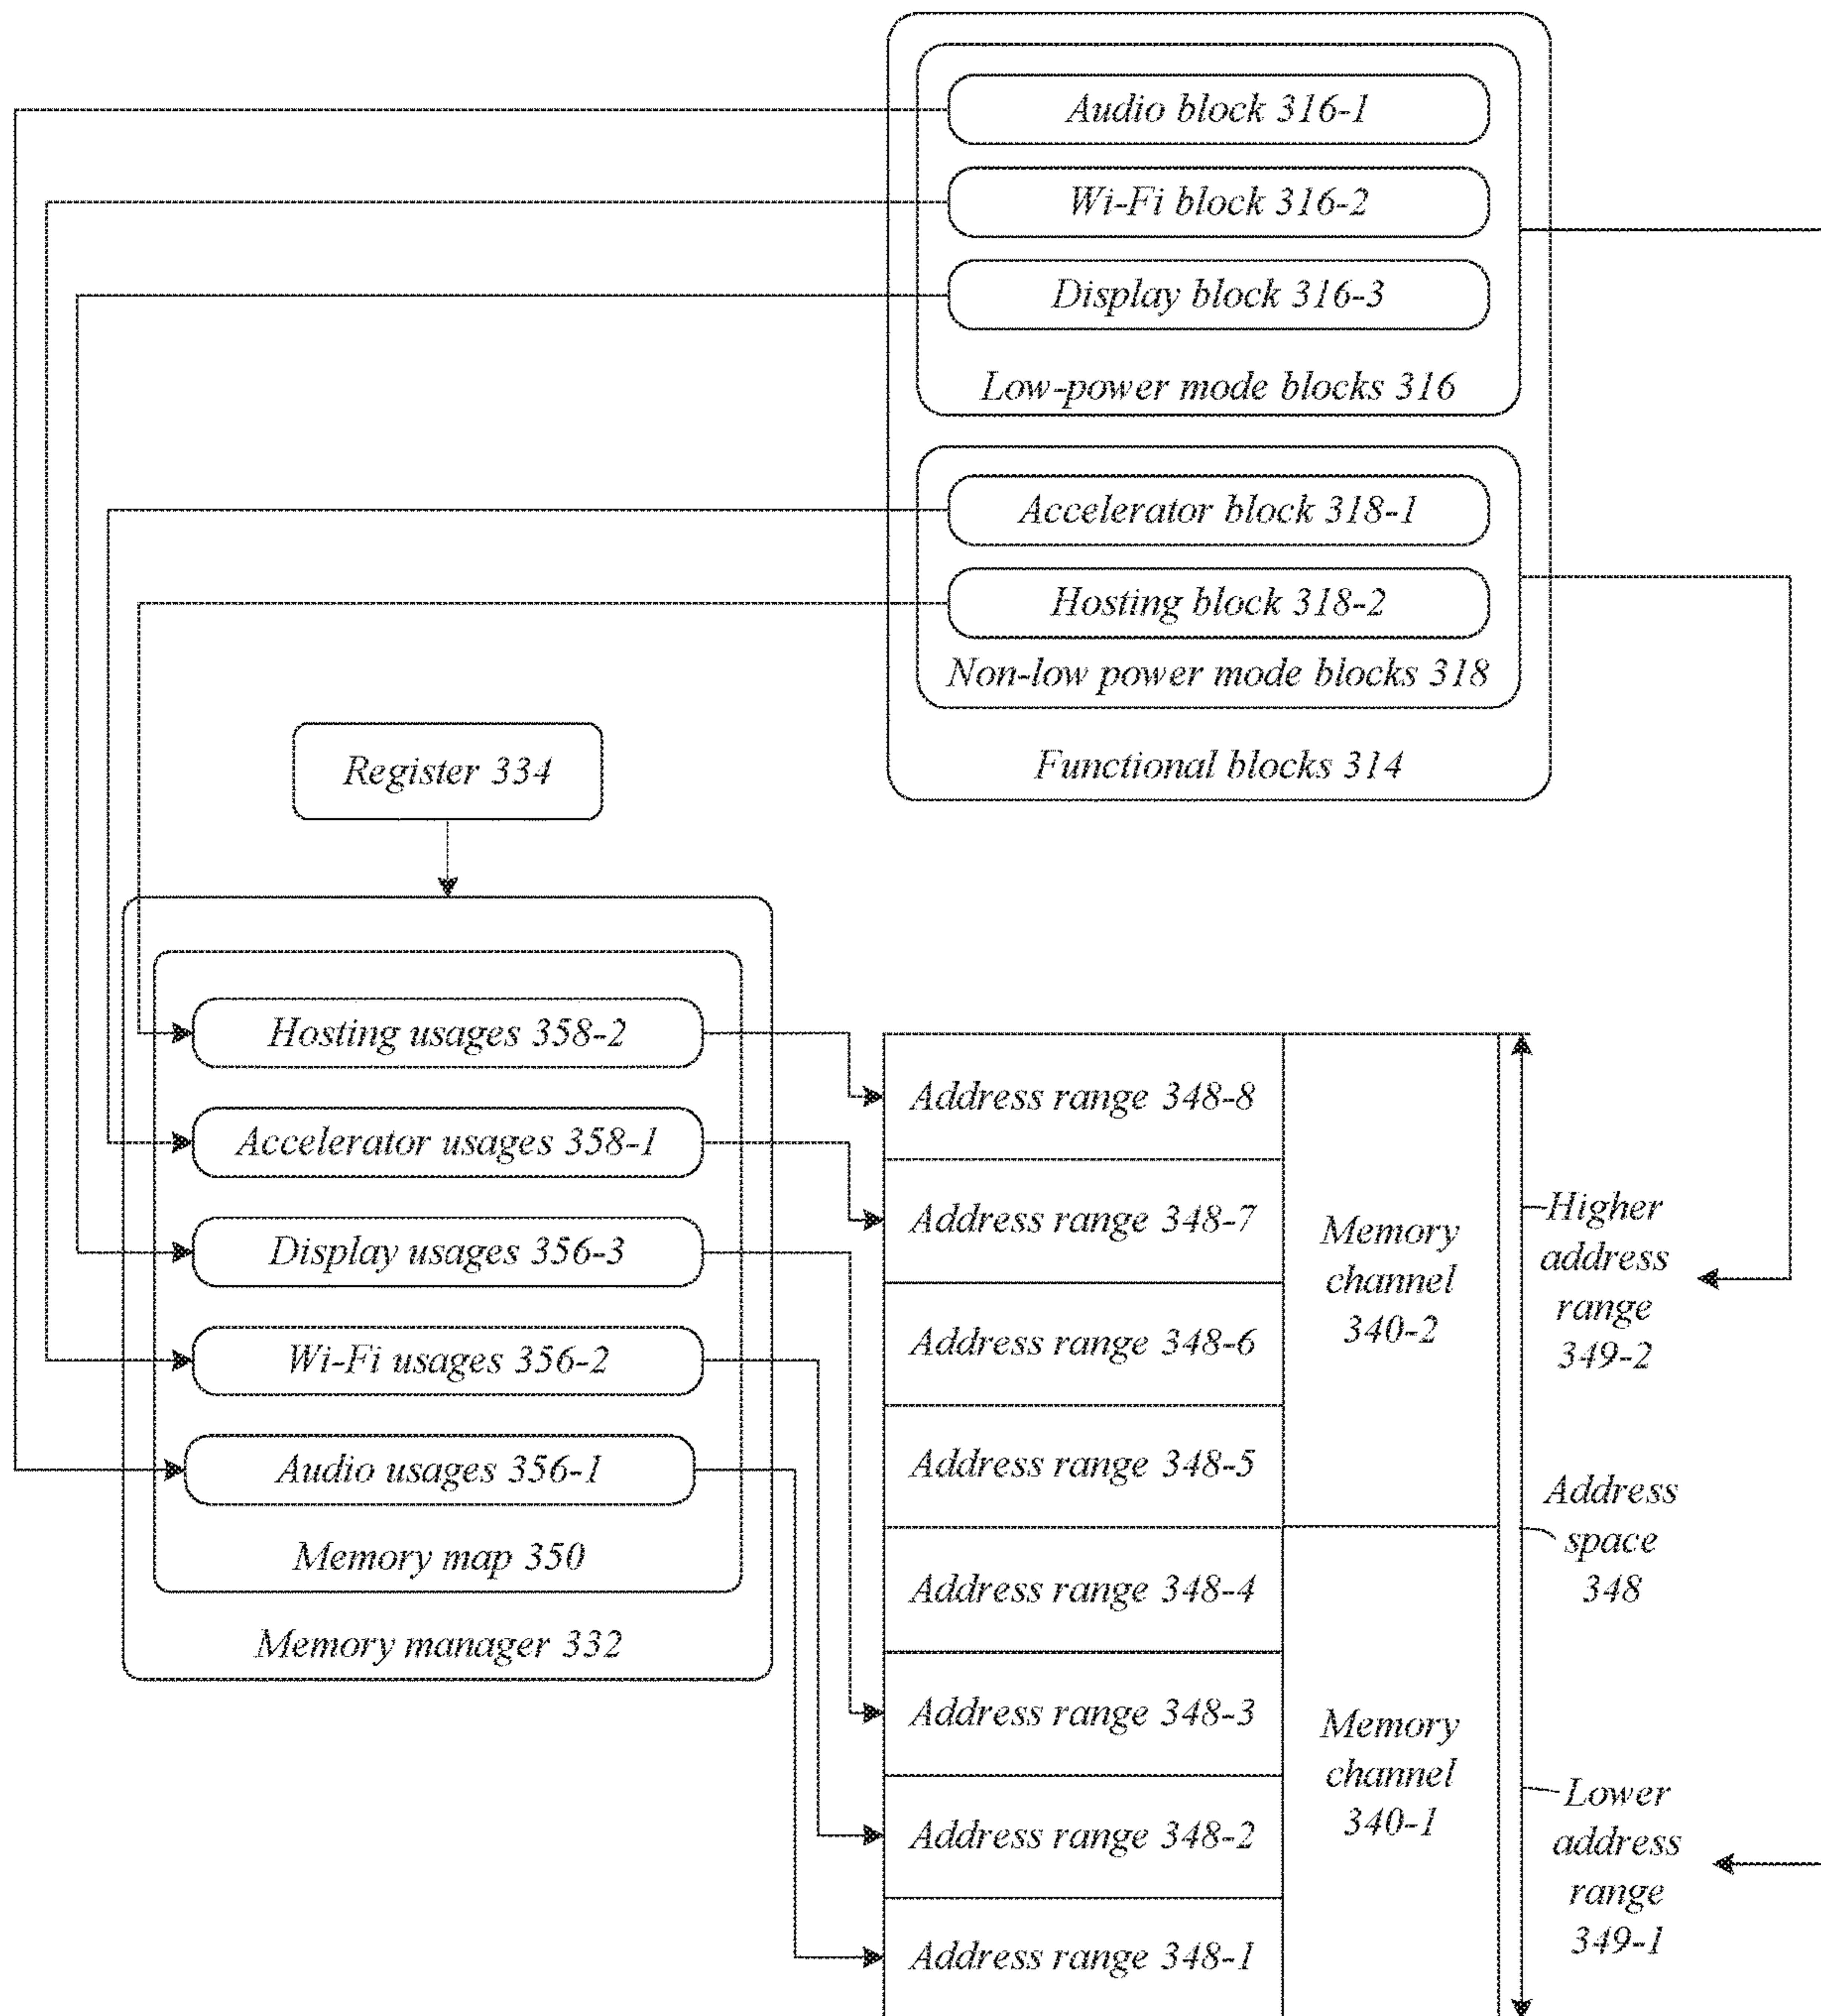 Audio block 316-1
Wi-Fi block 316-2
Display block 316-3
Low-power mode blocks 316
Accelerator block 318-1
Hosting block 318-2
Non-low power mode blocks 318
Functional blocks 314
Register 334
Hosting usages 358-2
Accelerator usages 358-1
Display usages 356-3
Wi-Fi usages 356-2
Audio usages 356-1
Memory map 350
Memory manager 332
Address range 348-8
Address range 348-7
Address range 348-6
Address range 348-5
Address range 348-4
Address range 348-3
Address range 348-2
Address range 348-1
Memory
channel
340-2
Memory
channel
340-1
Higher
address
range
349-2
Address
space
348
Lower
address
range
349-1